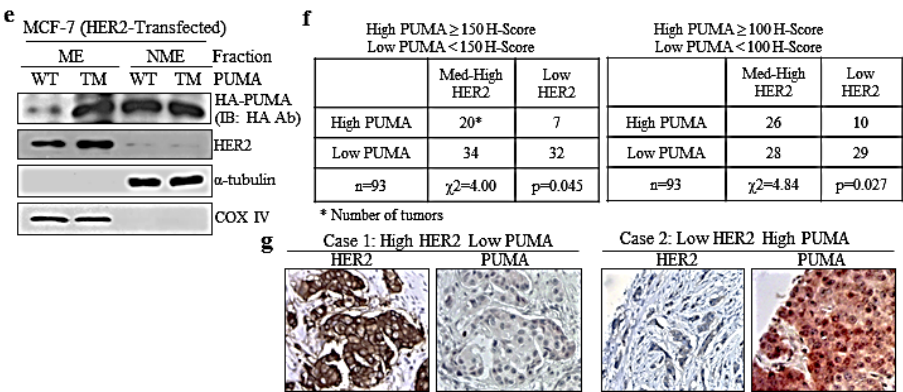 e
MCF-7 (HER2-Transfected)
ME NME Fraction
WT TM WT TM PUMA
HA-PUMA
(IB: HA Ab)
HER2
α-tubulin
COX IV
f
High PUMA ≥ 150 H-Score
Low PUMA < 150 H-Score
Med-High HER2 Low HER2
High PUMA 20* 7
Low PUMA 34 32
n=93 χ2=4.00 p=0.045
* Number of tumors
High PUMA ≥ 100 H-Score
Low PUMA < 100 H-Score
Med-High HER2 Low HER2
High PUMA 26 10
Low PUMA 28 29
n=93 χ2=4.84 p=0.027
g
Case 1: High HER2 Low PUMA
HER2 PUMA
Case 2: Low HER2 High PUMA
HER2 PUMA